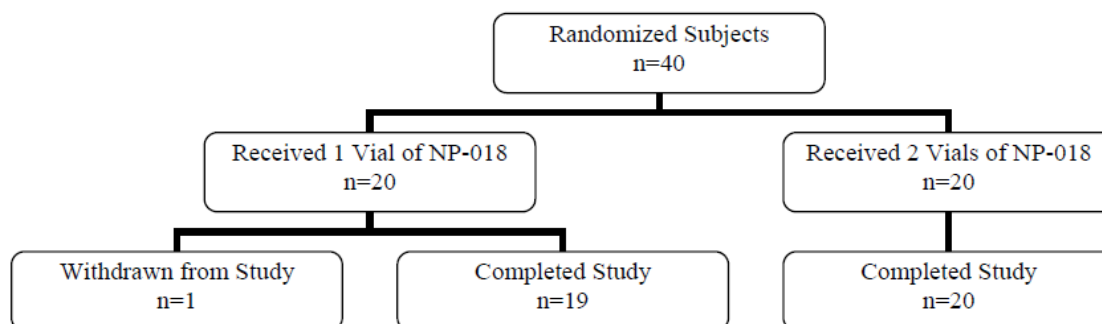 Randomized Subjects
n=40
Received 1 Vial of NP-018
n=20
Received 2 Vials of NP-018
n=20
Withdrawn from Study
n=1
Completed Study
n=19
Completed Study
n=20